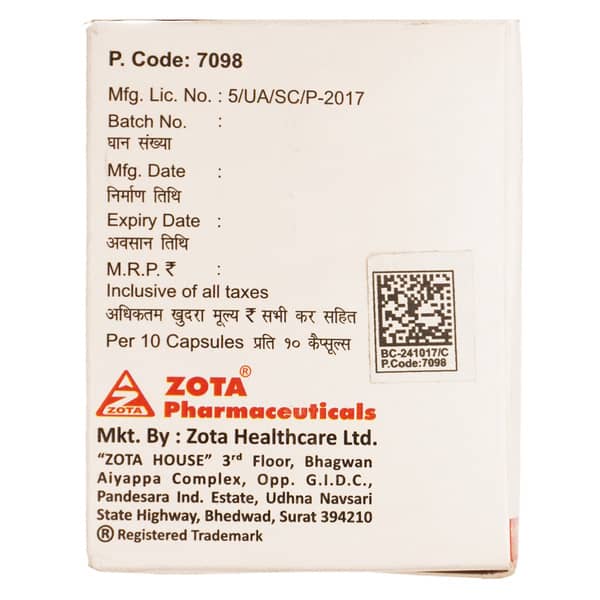 P. Code: 7098
Mfg. Lic. No. : 5/UA/SC/P-2017
Batch No. :
घान संख्या
Mfg. Date :
निर्माण तिथि
Expiry Date :
अवसान तिथि
M.R.P. ₹ :
Inclusive of all taxes
अधिकतम खुदरा मूल्य ₹ सभी कर सहित
Per 10 Capsules प्रति १० कैप्सूल्स
BC-241017/C
P.Code:7098
Z
ZOTA
ZOTA®
Pharmaceuticals
Mkt. By : Zota Healthcare Ltd.
“ZOTA HOUSE” 3rd Floor, Bhagwan
Aiyappa Complex, Opp. G.I.D.C.,
Pandesara Ind. Estate, Udhna Navsari
State Highway, Bhedwad, Surat 394210
® Registered Trademark